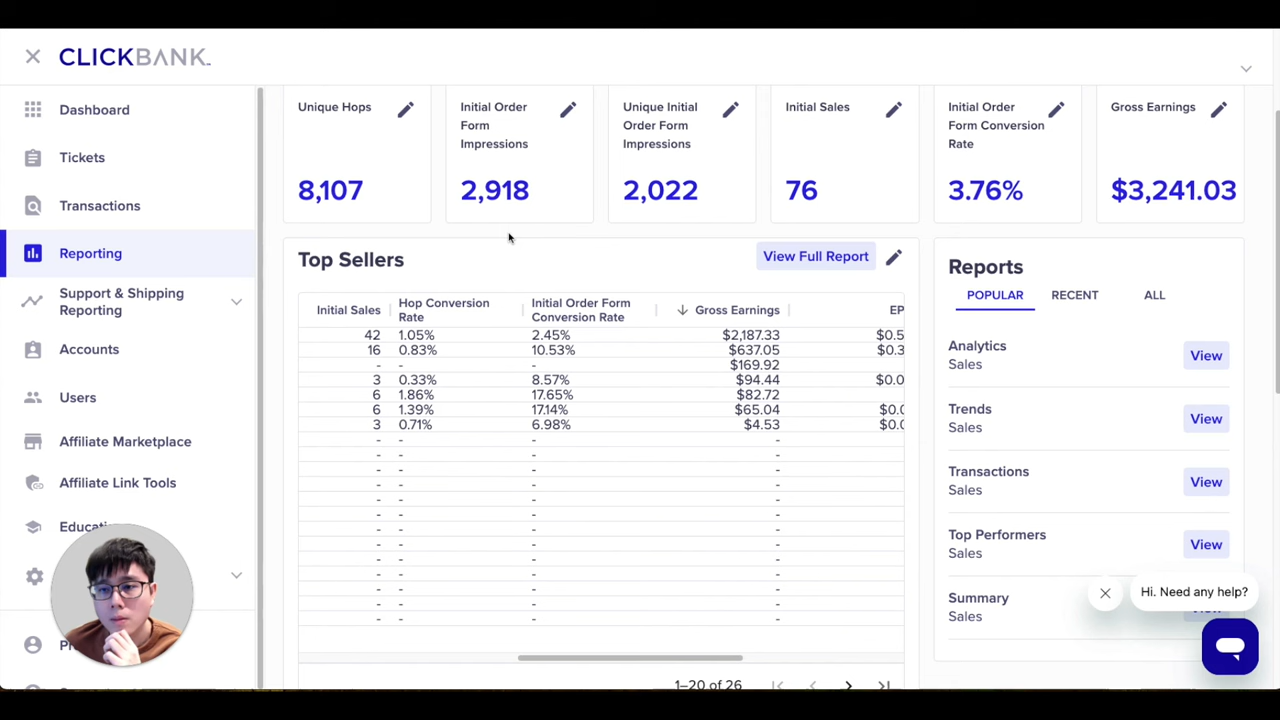 CLICKBANK
Dashboard
Tickets
Transactions
Reporting
Support & Shipping
Reporting
Accounts
Users
Affiliate Marketplace
Affiliate Link Tools
Unique Hops
8,107
Initial Order
Form
Impressions
2,918
Unique Initial
Order Form
Impressions
2,022
Initial Sales
76
Initial Order
Form Conversion
Rate
3.76%
Gross Earnings
$3,241.03
Top Sellers
View Full Report
Initial Sales Hop Conversion Rate Initial Order Form Conversion Rate Gross Earnings
42 1.05% 2.45% $2,187.33
16 0.83% 10.53% $637.05
- - - $169.92
3 0.33% 8.57% $94.44
6 1.86% 17.65% $82.72
6 1.39% 17.14% $65.04
3 0.71% 6.98% $4.53
- - - -
- - - -
- - - -
- - - -
- - - -
- - - -
- - - -
- - - -
- - - -
- - - -
- - - -
- - - -
- - - -
1–20 of 26
Reports
POPULAR RECENT ALL
Analytics
Sales
View
Trends
Sales
View
Transactions
Sales
View
Top Performers
Sales
View
Summary
Sales
Hi. Need any help?